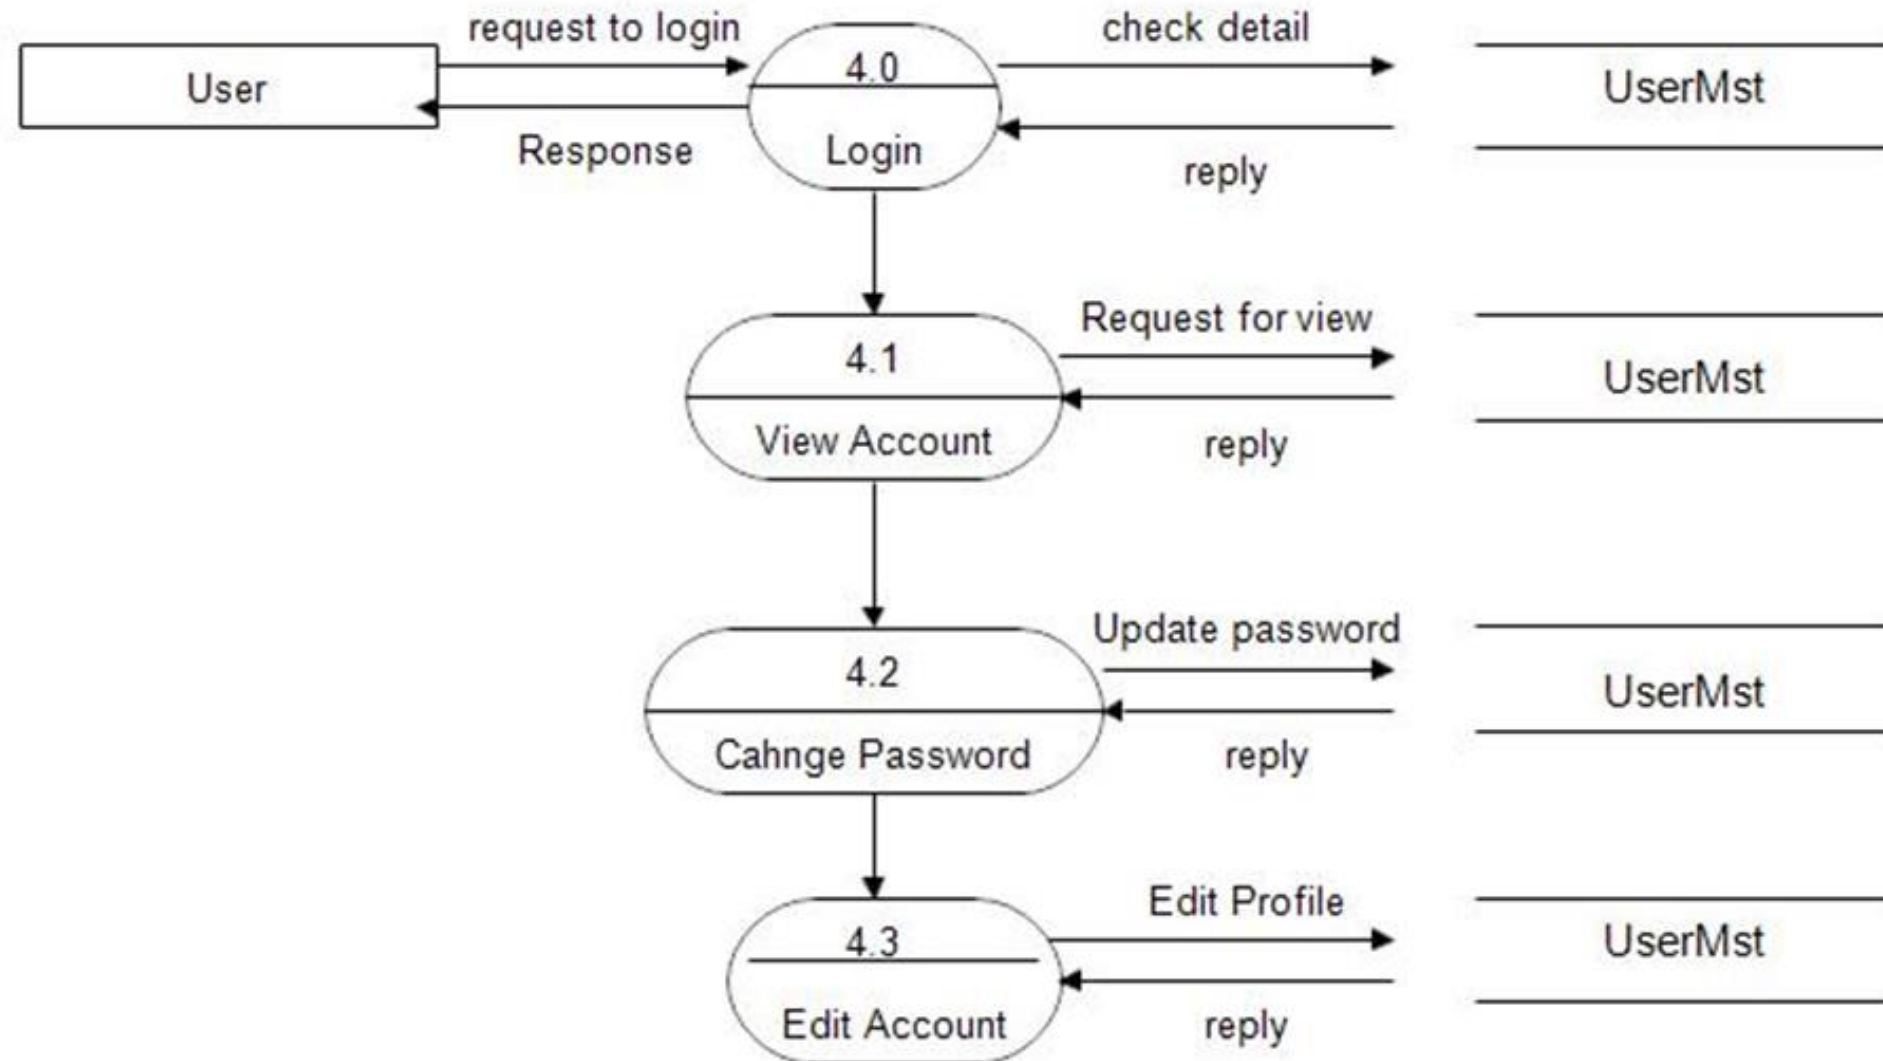 request to login
check detail
User
4.0
UserMst
Response
Login
reply
Request for view
4.1
UserMst
View Account
reply
Update password
4.2
UserMst
Cahnge Password
reply
Edit Profile
4.3
UserMst
Edit Account
reply